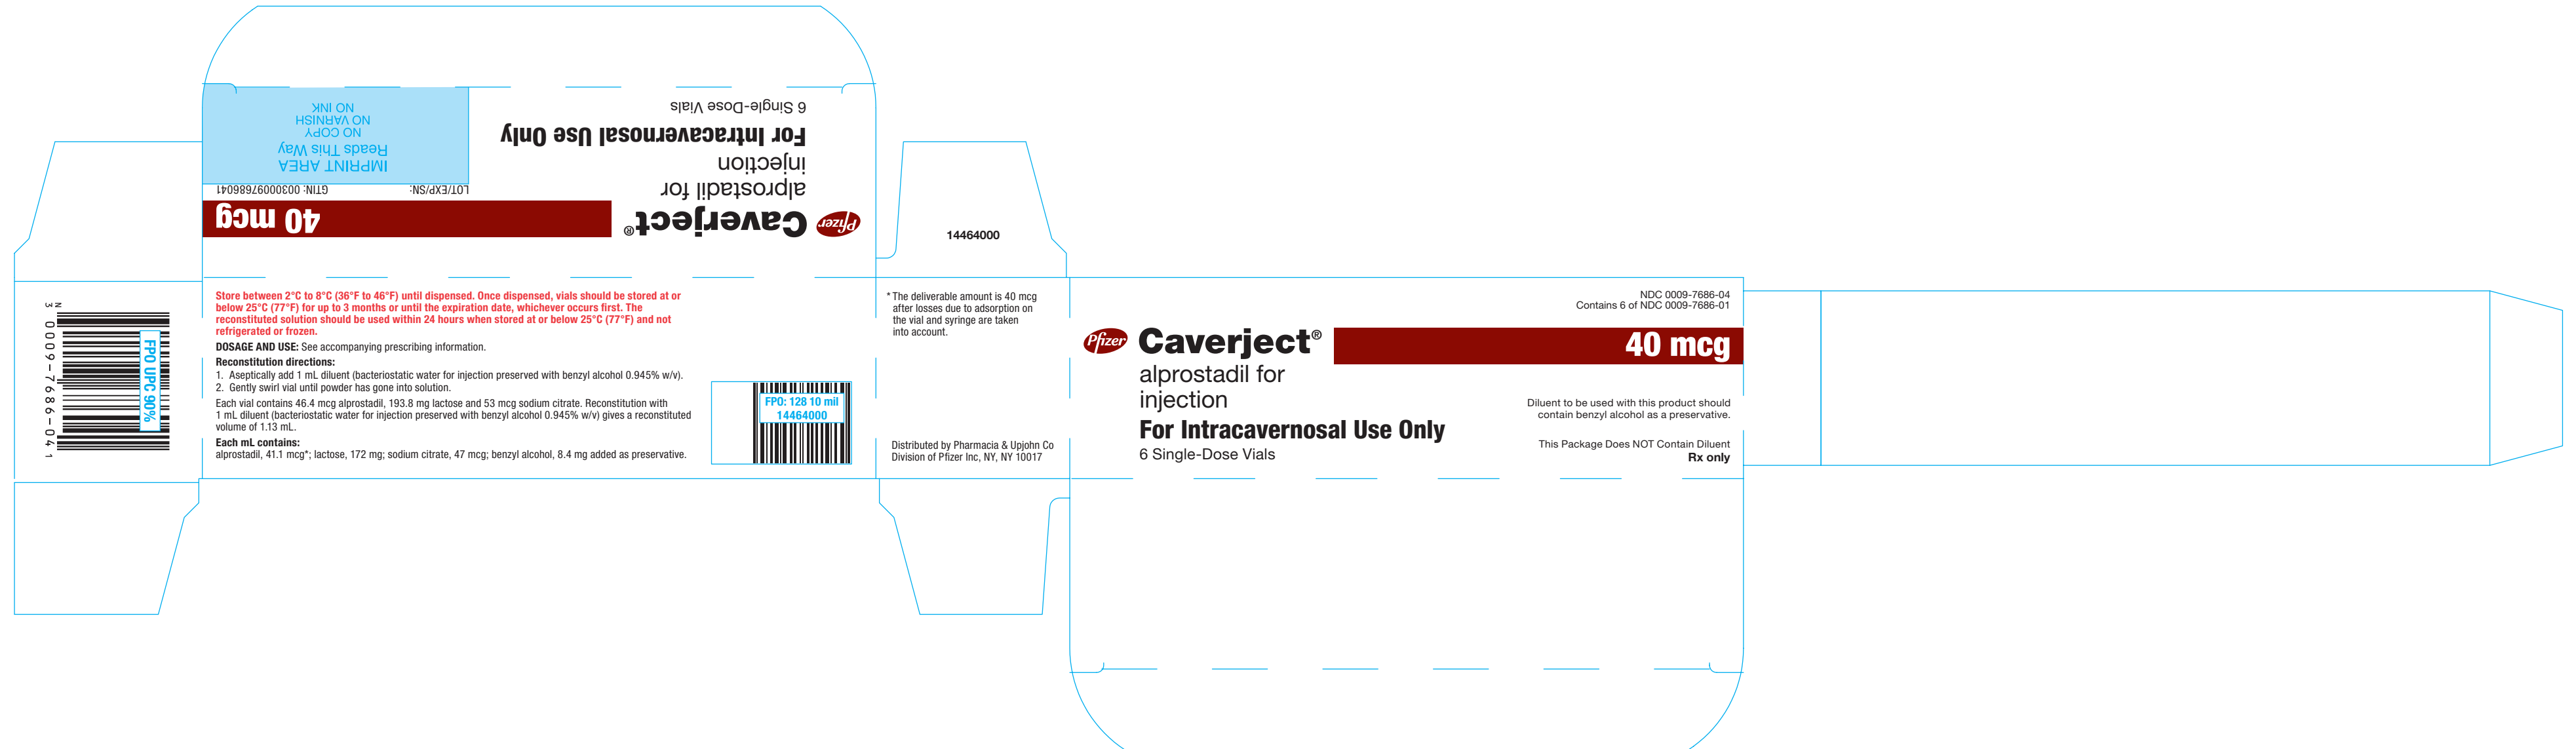 6 Single-Dose Vials
For Intracavernosal Use Only
injection
alprostadil for
Pfizer Caverject®
40 mcg
LOT/EXP/SN: GTIN: 00300097686041
IMPRINT AREA
Reads This Way
NO COPY
NO VARNISH
NO INK
14464000
N
3 0009-7686-04 1
FPO UPC 90%
Store between 2°C to 8°C (36°F to 46°F) until dispensed. Once dispensed, vials should be stored at or
below 25°C (77°F) for up to 3 months or until the expiration date, whichever occurs first. The
reconstituted solution should be used within 24 hours when stored at or below 25°C (77°F) and not
refrigerated or frozen.
DOSAGE AND USE: See accompanying prescribing information.
Reconstitution directions:
1. Aseptically add 1 mL diluent (bacteriostatic water for injection preserved with benzyl alcohol 0.945% w/v).
2. Gently swirl vial until powder has gone into solution.
Each vial contains 46.4 mcg alprostadil, 193.8 mg lactose and 53 mcg sodium citrate. Reconstitution with
1 mL diluent (bacteriostatic water for injection preserved with benzyl alcohol 0.945% w/v) gives a reconstituted
volume of 1.13 mL.
Each mL contains:
alprostadil, 41.1 mcg*; lactose, 172 mg; sodium citrate, 47 mcg; benzyl alcohol, 8.4 mg added as preservative.
FPO: 128 10 mil
14464000
* The deliverable amount is 40 mcg
after losses due to adsorption on
the vial and syringe are taken
into account.
Distributed by Pharmacia & Upjohn Co
Division of Pfizer Inc, NY, NY 10017
NDC 0009-7686-04
Contains 6 of NDC 0009-7686-01
Pfizer Caverject®
40 mcg
alprostadil for
injection
For Intracavernosal Use Only
6 Single-Dose Vials
Diluent to be used with this product should
contain benzyl alcohol as a preservative.
This Package Does NOT Contain Diluent
Rx only